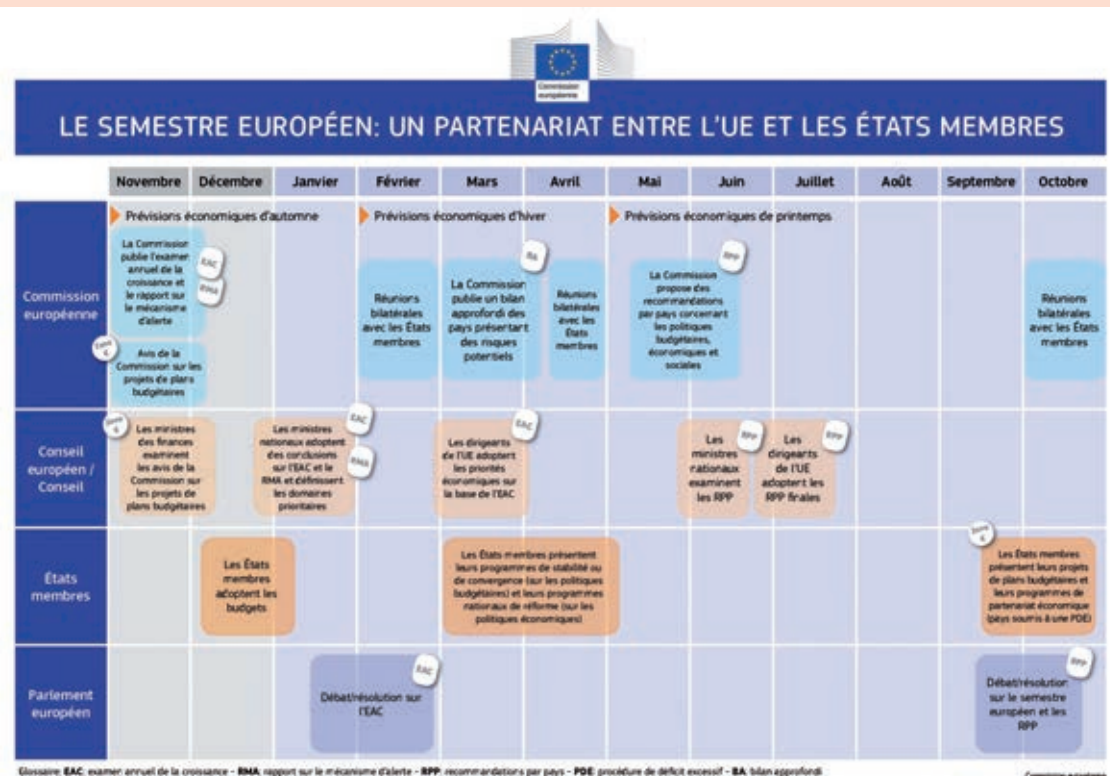 Commission
européenne
LE SEMESTRE EUROPÉEN: UN PARTENARIAT ENTRE L'UE ET LES ÉTATS MEMBRES
Novembre Décembre Janvier Février Mars Avril Mai Juin Juillet Août Septembre Octobre
Commission
européenne
Prévisions économiques d'automne
Prévisions économiques d'hiver
Prévisions économiques de printemps
La Commission
publie l'examen
annuel de la
croissance et
le rapport sur
le mécanisme
d'alerte
EAC
RMA
Avis de la
Commission sur les
projets de plans
budgétaires
Réunions
bilatérales
avec les États
membres
La Commission
publie un bilan
approfondi des
pays présentant
des risques
potentiels
BA
Réunions
bilatérales
avec les
États
membres
La Commission
propose des
recommandations
par pays concernant
les politiques
budgétaires,
économiques et
sociales
RPP
Réunions
bilatérales
avec les États
membres
Conseil
européen /
Conseil
Les ministres
des finances
examinent
les avis de la
Commission sur
les projets de
plans budgétaires
Les ministres
nationaux adoptent
des conclusions
sur l'EAC et le
RMA et définissent
les domaines
prioritaires
EAC
RMA
Les dirigeants
de l'UE adoptent
les priorités
économiques sur
la base de l'EAC
EAC
Les
ministres
nationaux
examinent
les RPP
RPP
Les
dirigeants
de l'UE
adoptent les
RPP finales
RPP
États
membres
Les États
membres
adoptent les
budgets
Les États membres présentent
leurs programmes de stabilité ou
de convergence (sur les politiques
budgétaires) et leurs programmes
nationaux de réforme (sur les
politiques économiques)
Les États membres
présentent leurs projets
de plans budgétaires et
leurs programmes de
partenariat économique
(pays soumis à une PDE)
Parlement
européen
Débat/résolution sur
l'EAC
EAC
Débat/résolution
sur le semestre
européen et les
RPP
RPP
Glossaire: EAC: examen annuel de la croissance - RMA: rapport sur le mécanisme d'alerte - RPP: recommandations par pays - PDE: procédure de déficit excessif - BA: bilan approfondi